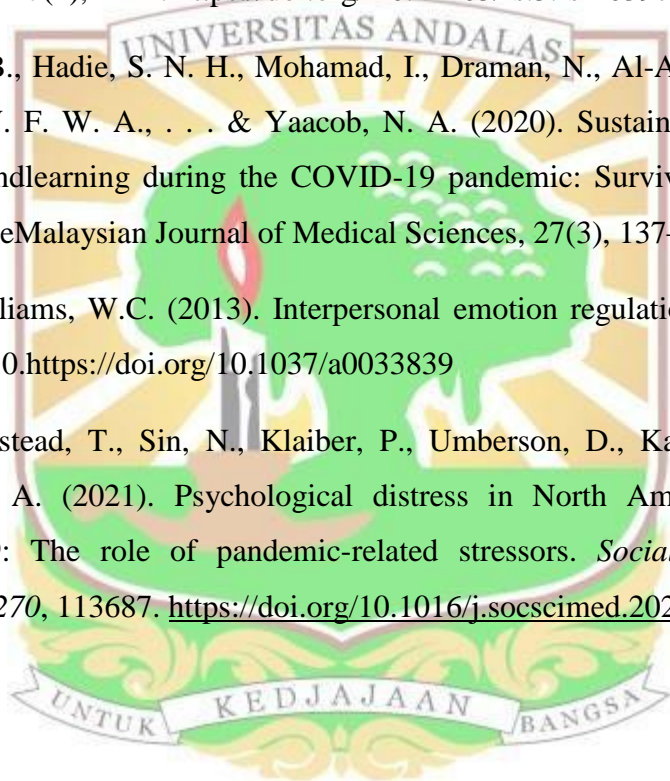 UNIVERSITAS ANDALAS
B., Hadie, S. N. H., Mohamad, I., Draman, N., Al-A
F. W. A., . . . & Yaacob, N. A. (2020). Sustain
ndlearning during the COVID-19 pandemic: Surviv
eMalaysian Journal of Medical Sciences, 27(3), 137-
liams, W.C. (2013). Interpersonal emotion regulatio
0.https://doi.org/10.1037/a0033839
stead, T., Sin, N., Klaiber, P., Umberson, D., Ka
A. (2021). Psychological distress in North Am
: The role of pandemic-related stressors. Social
270, 113687. https://doi.org/10.1016/j.socscimed.202
UNTUK KEDJAJAAN BANGSA